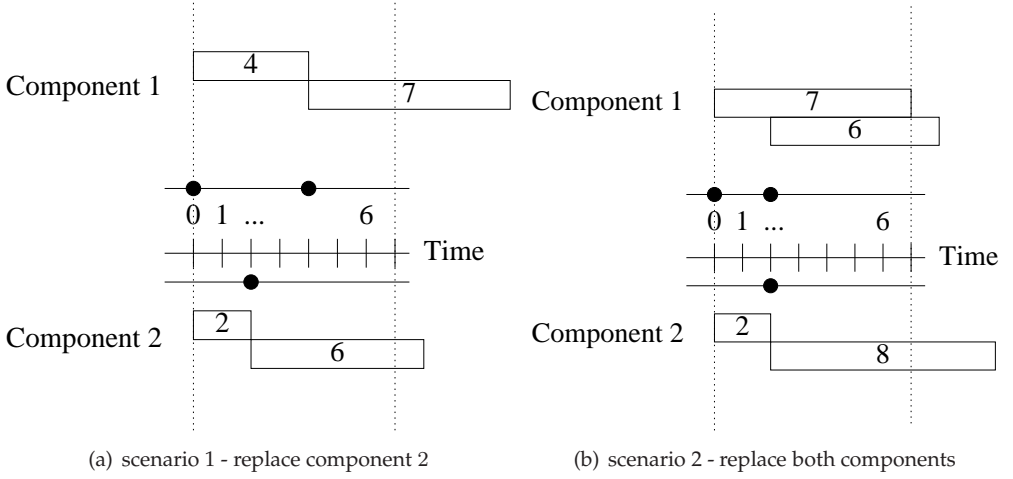 4
Component 1
7
0 1 ... 6
Time
Component 2
2
6
(a) scenario 1 - replace component 2
7
Component 1
6
0 1 ... 6
Time
Component 2
2
8
(b) scenario 2 - replace both components